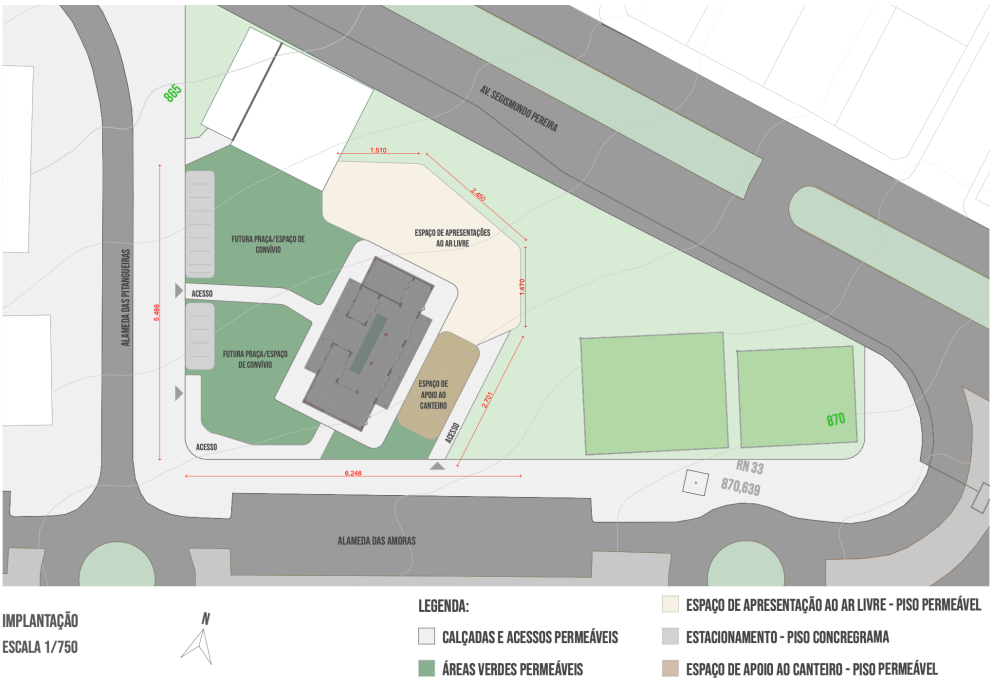 865
AV. SEGISMUNDO PEREIRA
1.510
2.450
ESPAÇO DE APRESENTAÇÕES
AO AR LIVRE
FUTURA PRAÇA/ESPAÇO DE
CONVÍVIO
1.470
ALAMEDA DAS PITANGUEIRAS
ACESSO
5.486
FUTURA PRAÇA/ESPAÇO
DE CONVÍVIO
ESPAÇO DE
APOIO AO
CANTEIRO
2.701
870
ACESSO
ACESSO
6.248
RN 33
870,639
ALAMEDA DAS AMORAS
IMPLANTAÇÃO
ESCALA 1/750
N
LEGENDA:
CALÇADAS E ACESSOS PERMEÁVEIS
ÁREAS VERDES PERMEÁVEIS
ESPAÇO DE APRESENTAÇÃO AO AR LIVRE - PISO PERMEÁVEL
ESTACIONAMENTO - PISO CONCREGRAMA
ESPAÇO DE APOIO AO CANTEIRO - PISO PERMEÁVEL